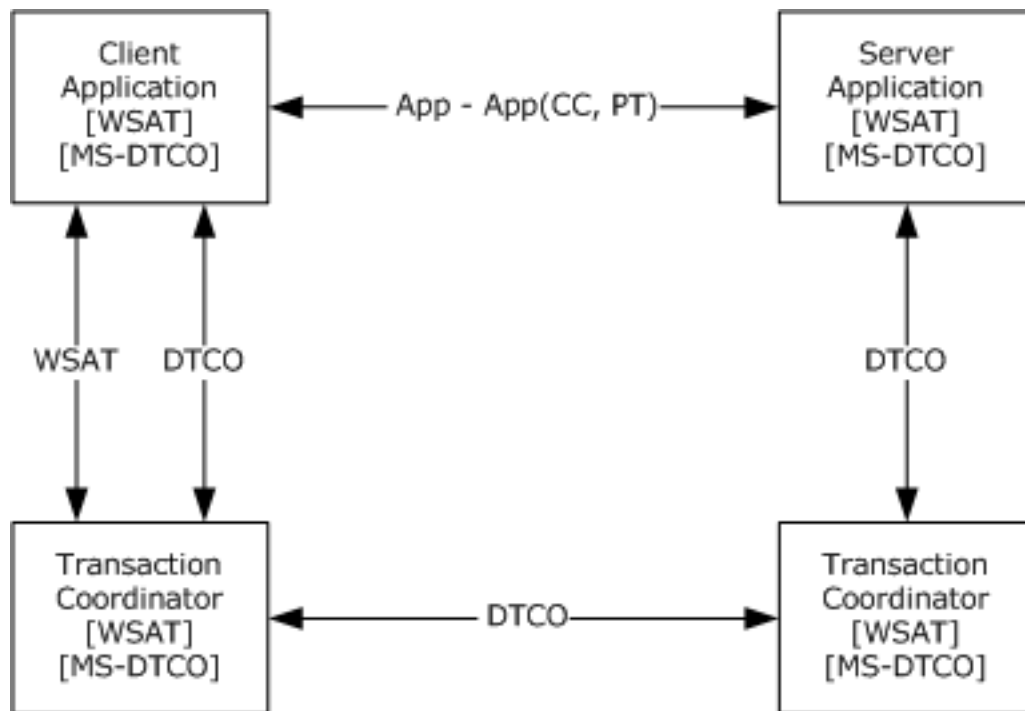 Client
Application
[WSAT]
[MS-DTCO]
App - App(CC, PT)
Server
Application
[WSAT]
[MS-DTCO]
WSAT
DTCO
DTCO
Transaction
Coordinator
[WSAT]
[MS-DTCO]
DTCO
Transaction
Coordinator
[WSAT]
[MS-DTCO]